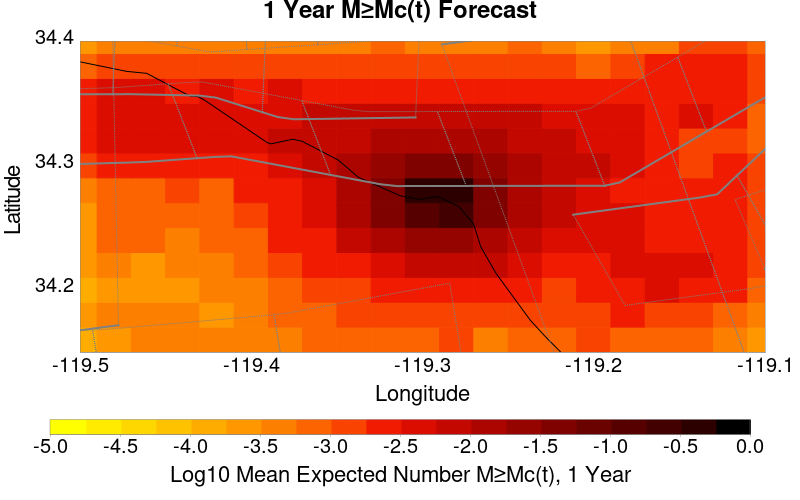 1 Year M≥Mc(t) Forecast
34.4
34.3
34.2
Latitude
-119.5 -119.4 -119.3 -119.2 -119.1
Longitude
-5.0 -4.5 -4.0 -3.5 -3.0 -2.5 -2.0 -1.5 -1.0 -0.5 0.0
Log10 Mean Expected Number M≥Mc(t), 1 Year